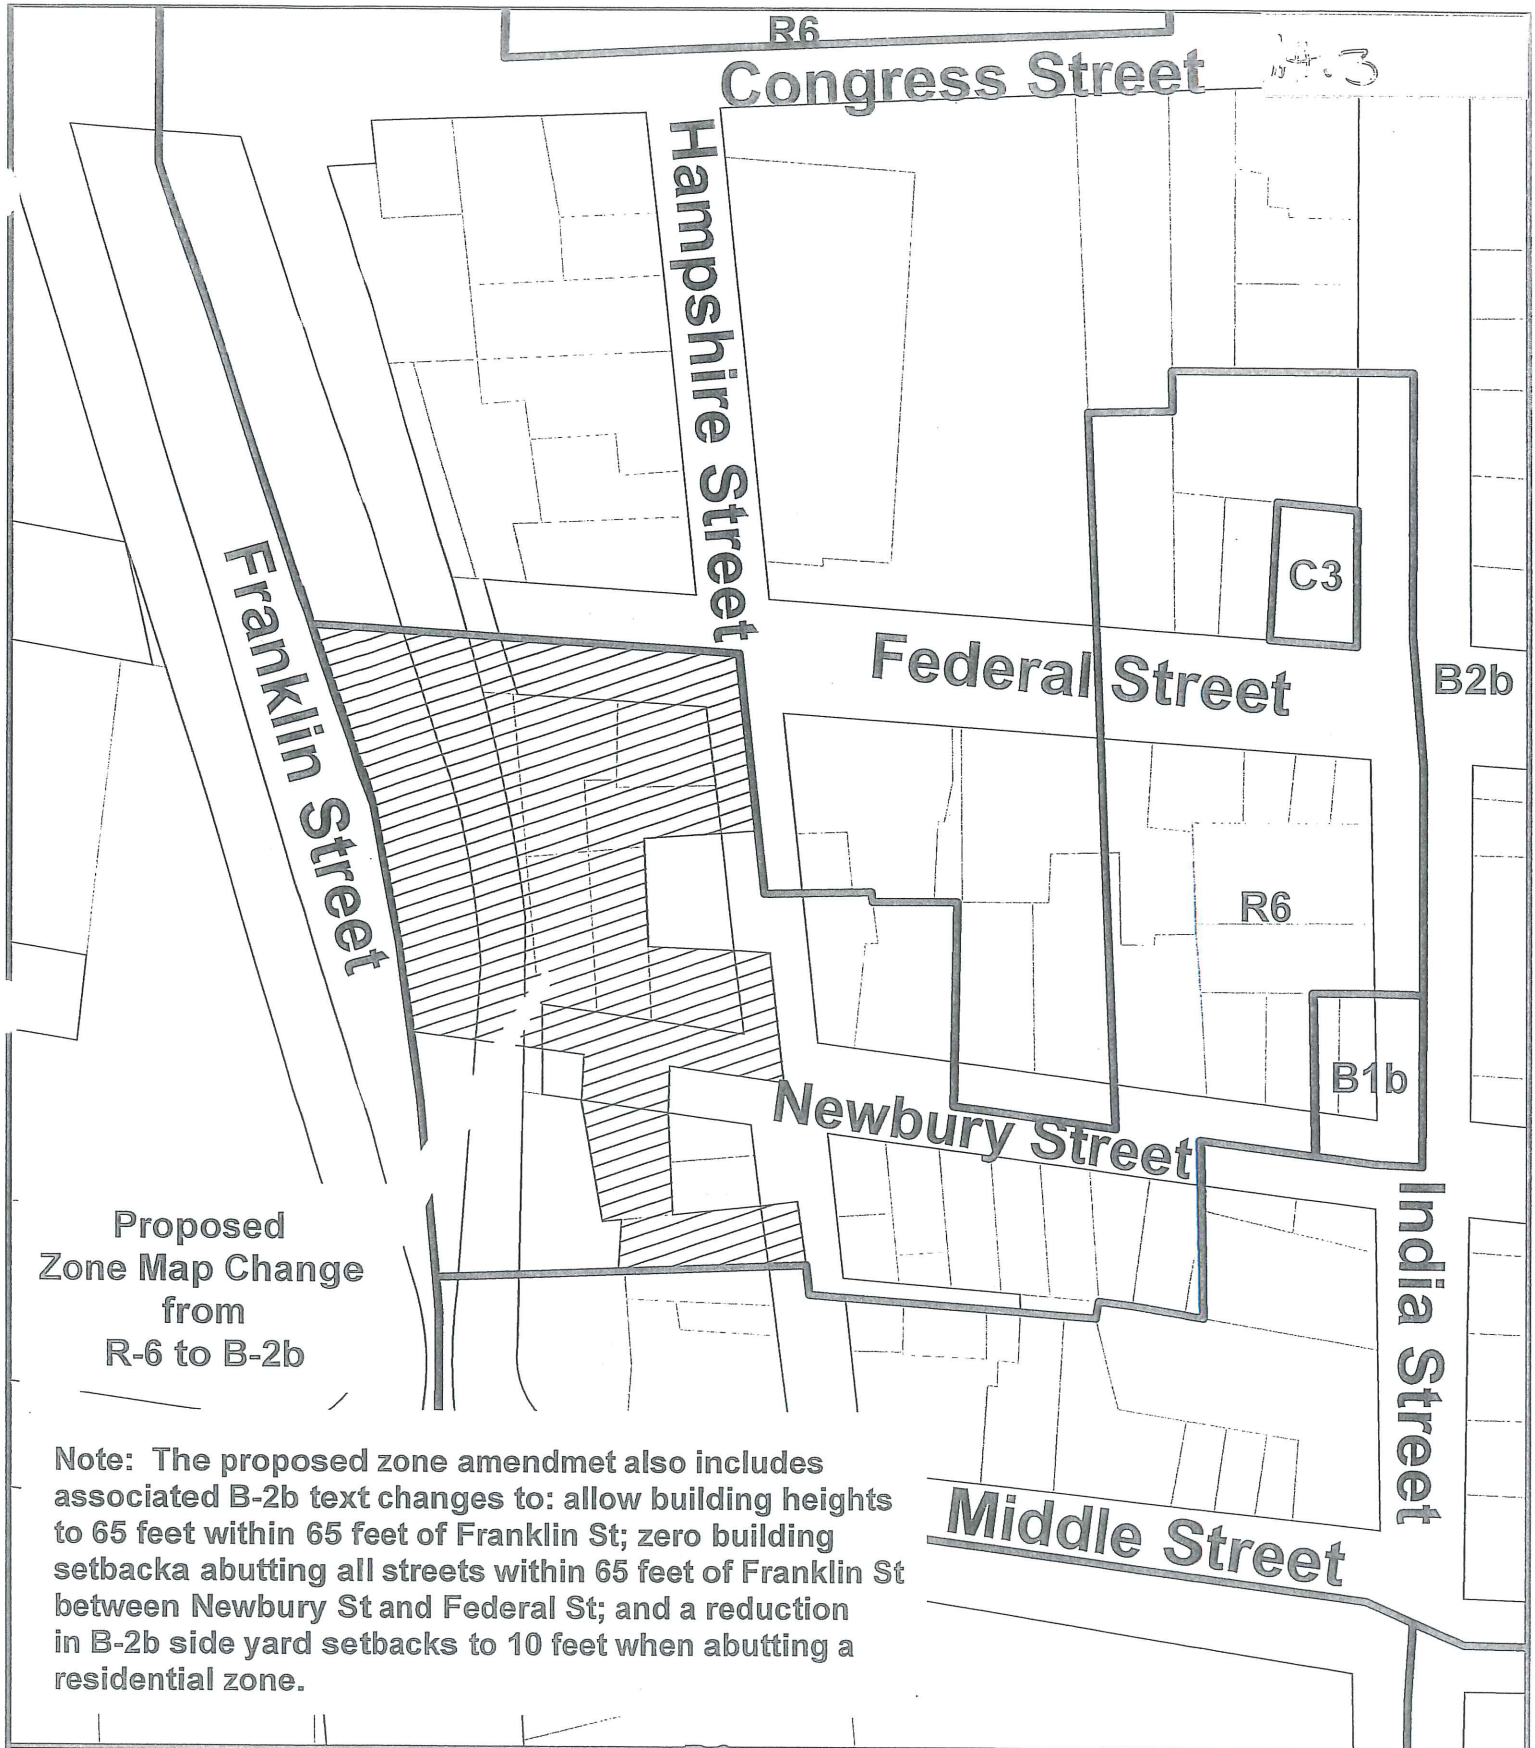 R6
Congress Street
#.3
Hampshire Street
C3
Federal Street
B2b
Franklin Street
R6
B1b
Newbury Street
India Street
Proposed
Zone Map Change
from
R-6 to B-2b
Note: The proposed zone amendmet also includes
associated B-2b text changes to: allow building heights
to 65 feet within 65 feet of Franklin St; zero building
setbacka abutting all streets within 65 feet of Franklin St
between Newbury St and Federal St; and a reduction
in B-2b side yard setbacks to 10 feet when abutting a
residential zone.
Middle Street